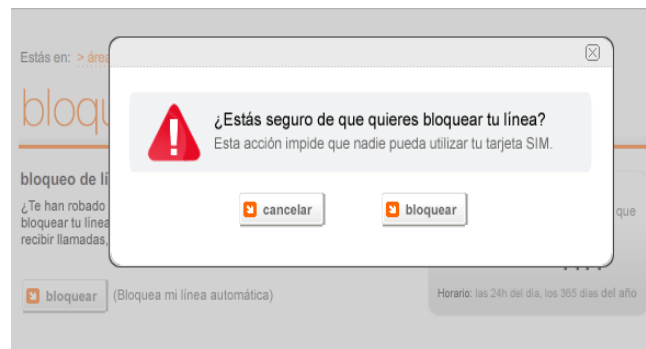 Estás en: > área
bloqu
¿Estás seguro de que quieres bloquear tu línea?
Esta acción impide que nadie pueda utilizar tu tarjeta SIM.
cancelar
bloquear
bloqueo de lí
¿Te han robado
bloquear tu línea
recibir llamadas,
que
bloquear (Bloquea mi línea automática)
Horario: las 24h del día, los 365 días del año